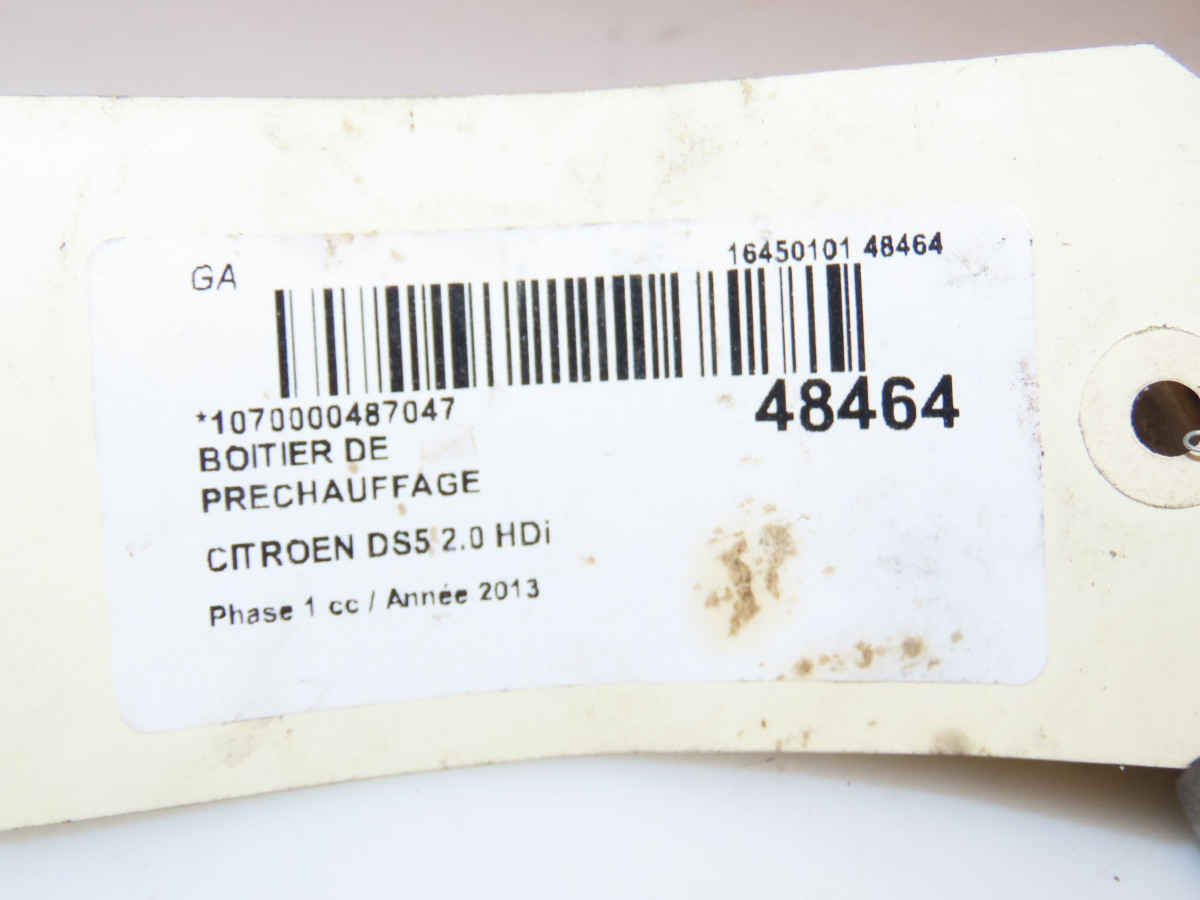 GA
16450101 48464
*1070000487047
48464
BOITIER DE
PRECHAUFFAGE
CITROEN DS5 2.0 HDi
Phase 1 cc / Année 2013